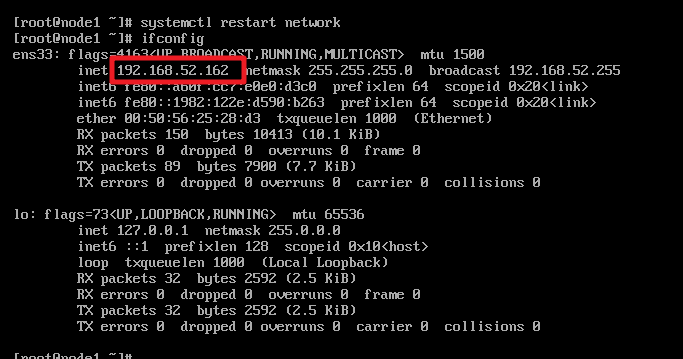 [root@node1 ~]# systemctl restart network
[root@node1 ~]# ifconfig
ens33: flags=4163<UP,BROADCAST,RUNNING,MULTICAST>  mtu 1500
inet 192.168.52.162  netmask 255.255.255.0  broadcast 192.168.52.255
inet6 fe80::a60f:cc7:e0e0:d3c0  prefixlen 64  scopeid 0x20<link>
inet6 fe80::1982:122e:d590:b263  prefixlen 64  scopeid 0x20<link>
ether 00:50:56:25:28:d3  txqueuelen 1000  (Ethernet)
RX packets 150  bytes 10413 (10.1 KiB)
RX errors 0  dropped 0  overruns 0  frame 0
TX packets 89  bytes 7900 (7.7 KiB)
TX errors 0  dropped 0 overruns 0  carrier 0  collisions 0
lo: flags=73<UP,LOOPBACK,RUNNING>  mtu 65536
inet 127.0.0.1  netmask 255.0.0.0
inet6 ::1  prefixlen 128  scopeid 0x10<host>
loop  txqueuelen 1000  (Local Loopback)
RX packets 32  bytes 2592 (2.5 KiB)
RX errors 0  dropped 0  overruns 0  frame 0
TX packets 32  bytes 2592 (2.5 KiB)
TX errors 0  dropped 0 overruns 0  carrier 0  collisions 0
[root@node1 ~]#